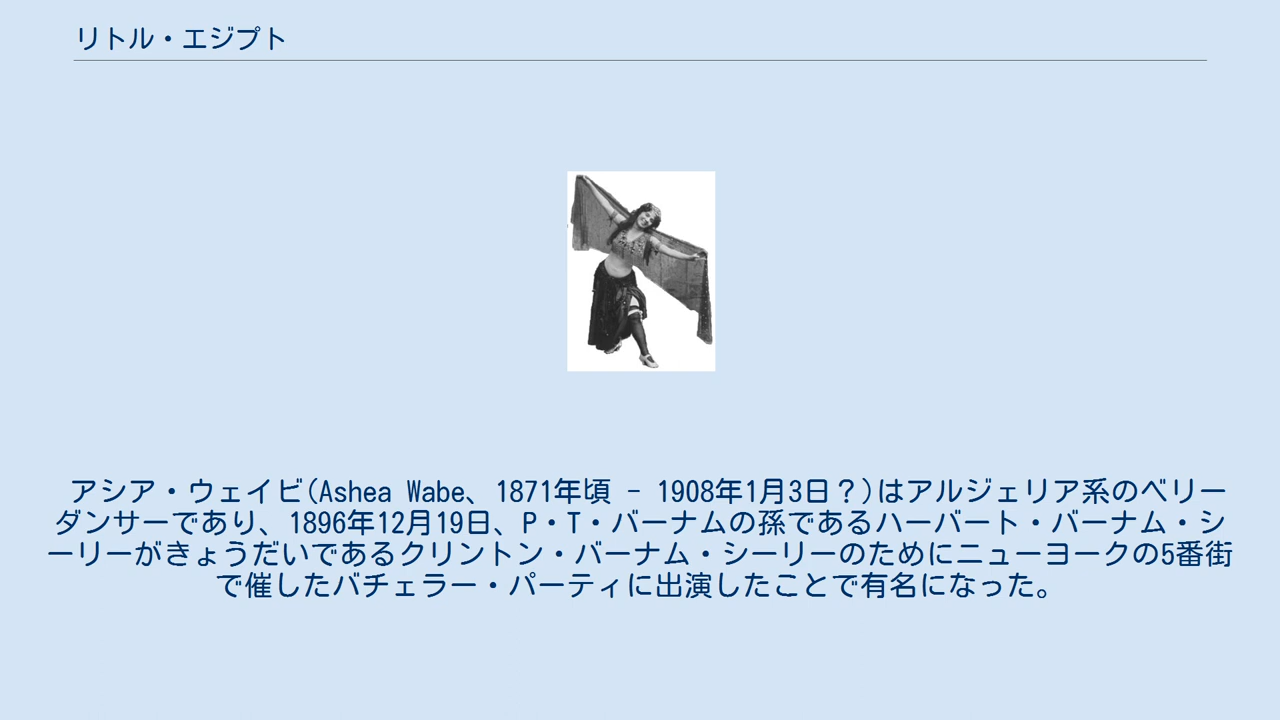 リトル・エジプト
アシア・ウェイビ(Ashea Wabe、1871年頃 - 1908年1月3日？)はアルジェリア系のベリー
ダンサーであり、1896年12月19日、P・T・バーナムの孫であるハーバート・バーナム・シ
ーリーがきょうだいであるクリントン・バーナム・シーリーのためにニューヨークの5番街
で催したバチェラー・パーティに出演したことで有名になった。